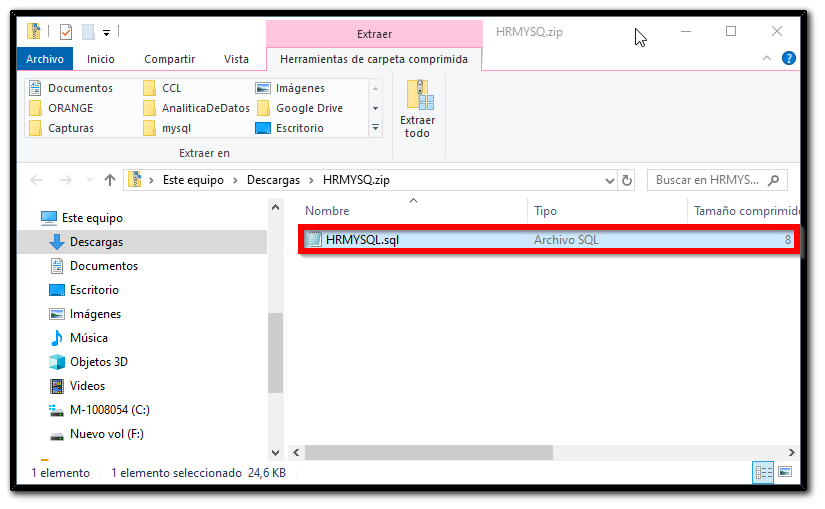 Extraer
HRMYSQ.zip
Archivo
Inicio
Compartir
Vista
Herramientas de carpeta comprimida
Documentos
CCL
Imágenes
ORANGE
AnaliticaDeDatos
Google Drive
Capturas
mysql
Escritorio
Extraer en
Extraer
todo
Este equipo
Descargas
HRMYSQ.zip
Buscar en HRMYS...
Nombre
Tipo
Tamaño comprimido
HRMYSQL.sql
Archivo SQL
8
Este equipo
Descargas
Documentos
Escritorio
Imágenes
Música
Objetos 3D
Videos
M-1008054 (C:)
Nuevo vol (F:)
1 elemento
1 elemento seleccionado 24,6 KB